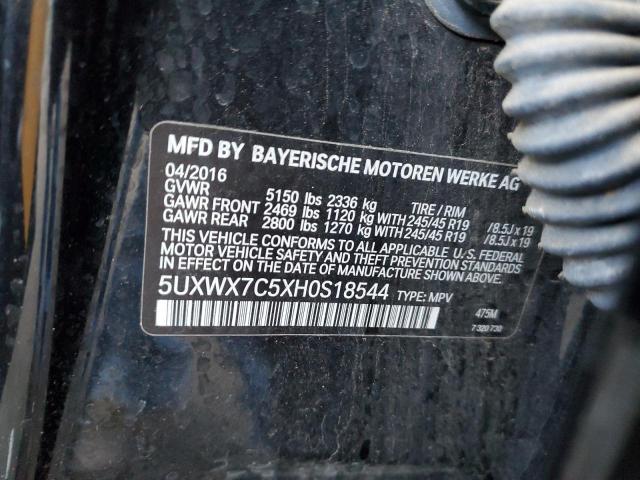 MFD BY BAYERISCHE MOTOREN WERKE AG
04/2016
GVWR 5150 lbs 2336 kg TIRE / RIM
GAWR FRONT 2469 lbs 1120 kg WITH 245/45 R19 /8.5J x 19
GAWR REAR 2800 lbs 1270 kg WITH 245/45 R19 /8.5J x 19
THIS VEHICLE CONFORMS TO ALL APPLICABLE U. S. FEDERAL
MOTOR VEHICLE SAFETY AND THEFT PREVENTION STANDARDS
IN EFFECT ON THE DATE OF MANUFACTURE SHOWN ABOVE.
5UXWX7C5XH0S18544 TYPE: MPV
475M
7 320 730